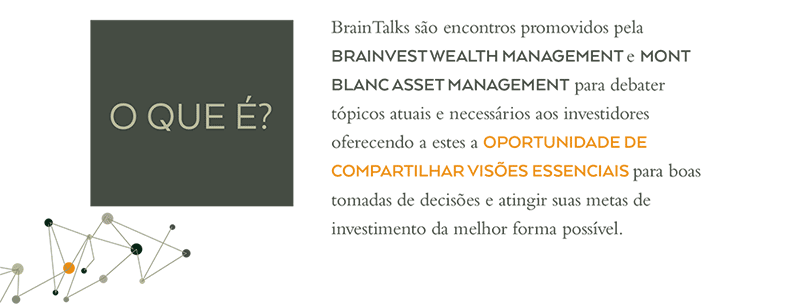 O QUE É?
BrainTalks são encontros promovidos pela
BRAINVEST WEALTH MANAGEMENT e MONT
BLANC ASSET MANAGEMENT para debater
tópicos atuais e necessários aos investidores
oferecendo a estes a OPORTUNIDADE DE
COMPARTILHAR VISÕES ESSENCIAIS para boas
tomadas de decisões e atingir suas metas de
investimento da melhor forma possível.